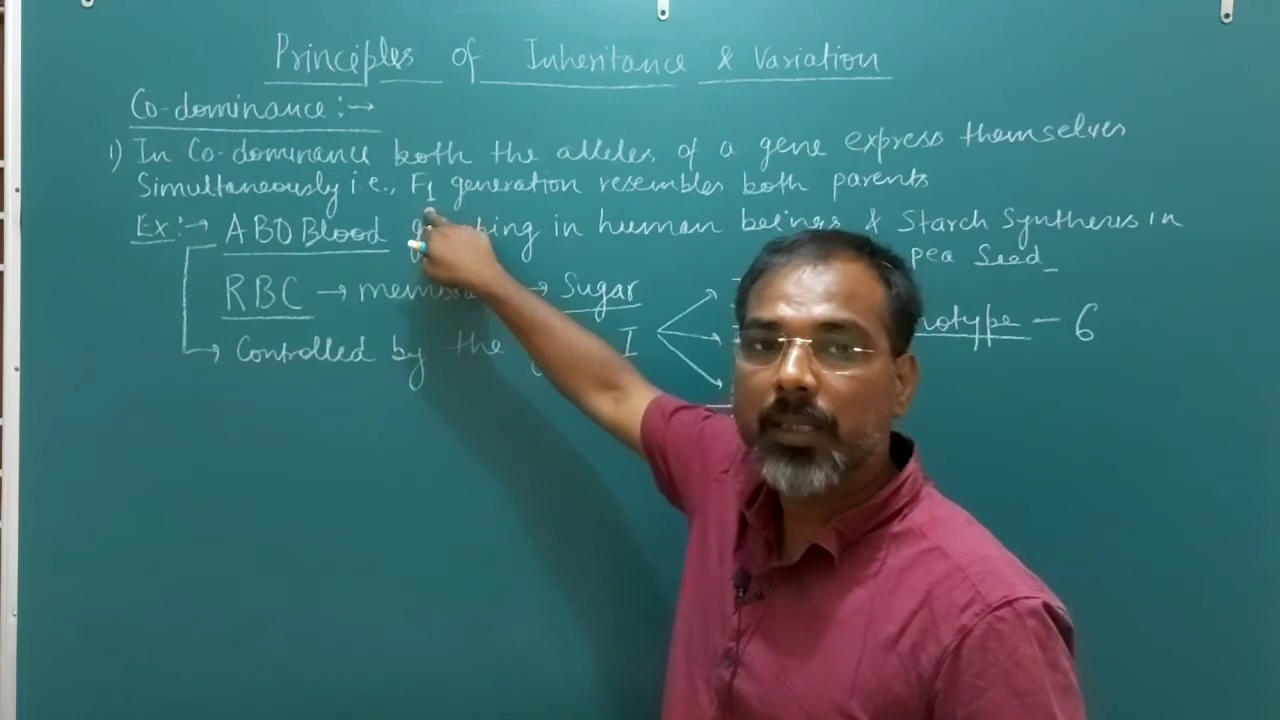 Principles of Inheritance & Variation
Co-dominance:→
1) In Co-dominance both the alleles of a gene express themselves
Simultaneously i.e., F1 generation resembles both parents
Ex:→ ABO Blood in human beings & Starch Synthesis in
pea Seed
RBC → → Sugar
notype - 6
→ Controlled by the I